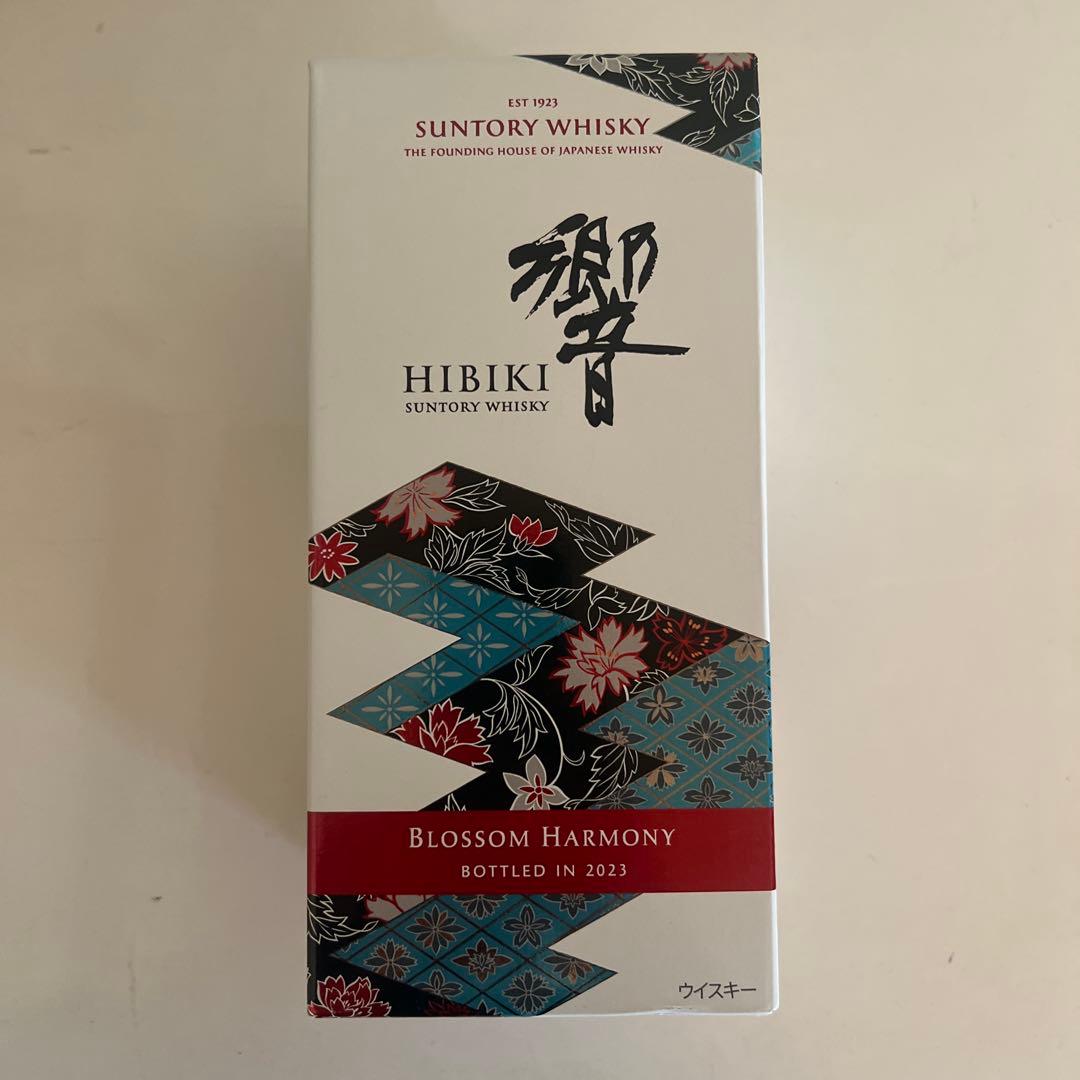 EST 1923
SUNTORY WHISKY
THE FOUNDING HOUSE OF JAPANESE WHISKY
響
HIBIKI
SUNTORY WHISKY
BLOSSOM HARMONY
BOTTLED IN 2023
ウイスキー